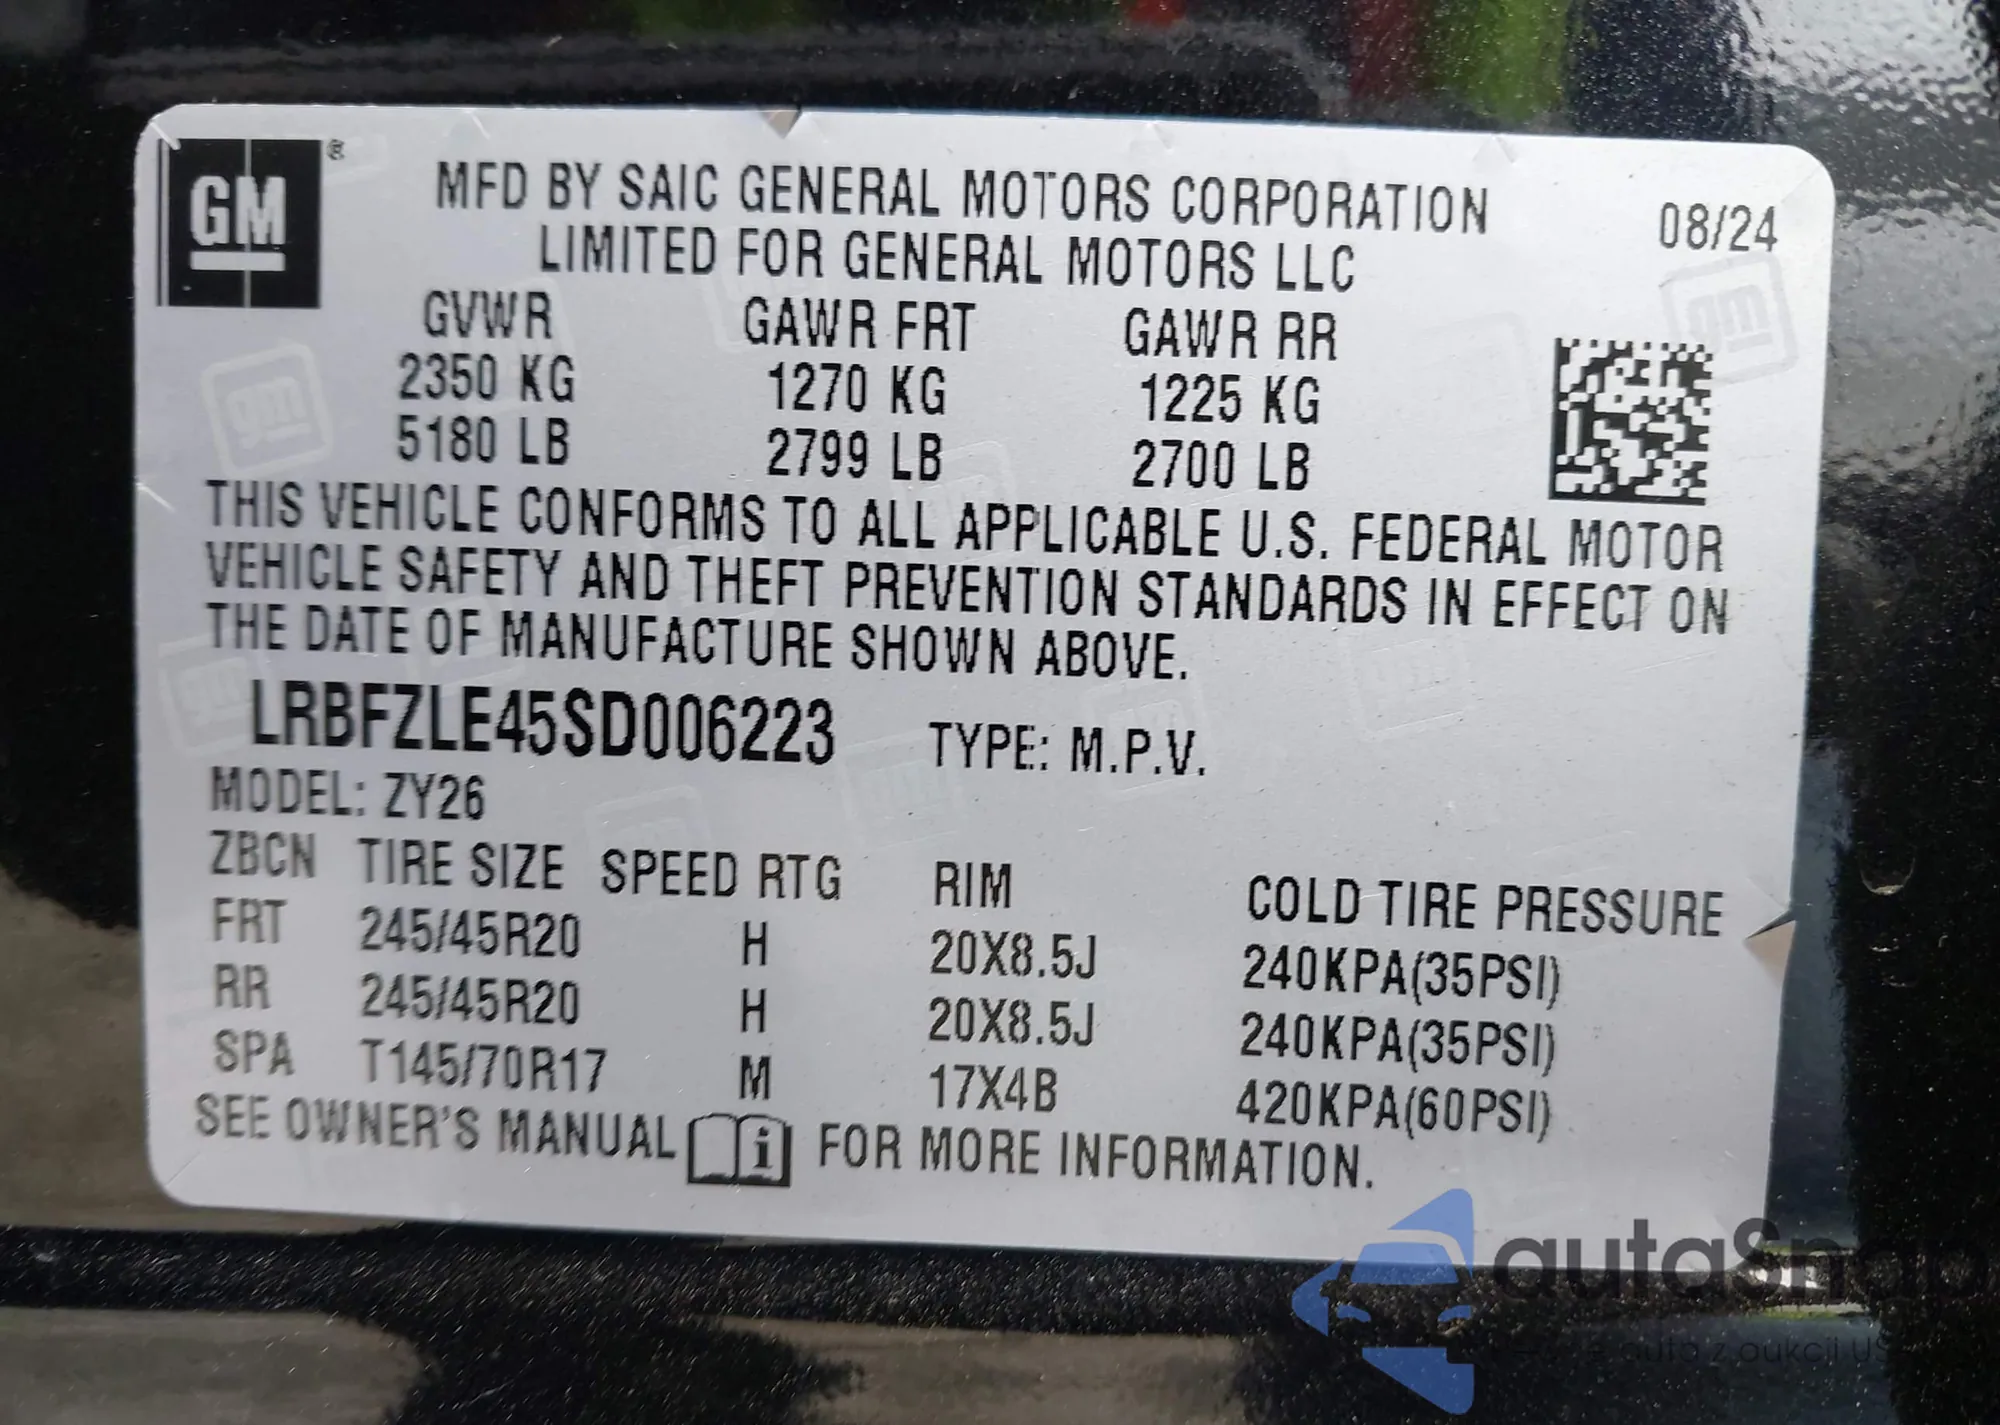 GM ®
MFD BY SAIC GENERAL MOTORS CORPORATION
LIMITED FOR GENERAL MOTORS LLC
08/24
GVWR GAWR FRT GAWR RR
2350 KG 1270 KG 1225 KG
5180 LB 2799 LB 2700 LB
THIS VEHICLE CONFORMS TO ALL APPLICABLE U.S. FEDERAL MOTOR
VEHICLE SAFETY AND THEFT PREVENTION STANDARDS IN EFFECT ON
THE DATE OF MANUFACTURE SHOWN ABOVE.
LRBFZLE45SD006223 TYPE: M.P.V.
MODEL: ZY26
ZBCN TIRE SIZE SPEED RTG RIM COLD TIRE PRESSURE
FRT 245/45R20 H 20X8.5J 240KPA(35PSI)
RR 245/45R20 H 20X8.5J 240KPA(35PSI)
SPA T145/70R17 M 17X4B 420KPA(60PSI)
SEE OWNER'S MANUAL i FOR MORE INFORMATION.
autaSnap
auta z aukcji US